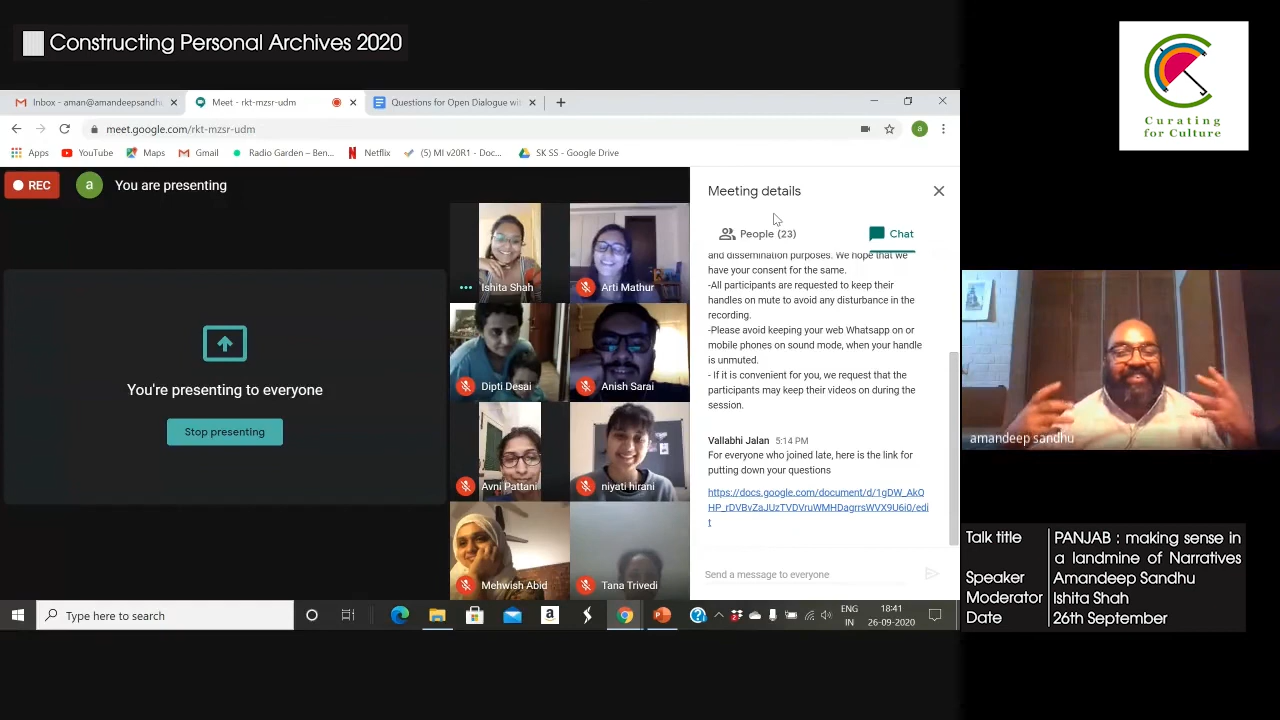 Constructing Personal Archives 2020
Inbox - aman@amandeepsandhu
Meet - rkt-mzsr-udm
Questions for Open Dialogue wit
meet.google.com/rkt-mzsr-udm
a
Apps
YouTube
Maps
Gmail
Radio Garden – Ben...
Netflix
(5) MI v20R1 - Doc...
SK SS - Google Drive
REC
a
You are presenting
You're presenting to everyone
Stop presenting
Ishita Shah
Arti Mathur
Dipti Desai
Anish Sarai
Avni Pattani
niyati hirani
Mehwish Abid
Tana Trivedi
Meeting details
People (23)
Chat
and dissemination purposes. We hope that we
have your consent for the same.
-All participants are requested to keep their
handles on mute to avoid any disturbance in the
recording.
-Please avoid keeping your web Whatsapp on or
mobile phones on sound mode, when your handle
is unmuted.
- If it is convenient for you, we request that the
participants may keep their videos on during the
session.
Vallabhi Jalan 5:14 PM
For everyone who joined late, here is the link for
putting down your questions
https://docs.google.com/document/d/1gDW_AkQ
HP_rDVBvZaJUzTVDVruWMHDagrrsWVX9U6i0/edi
t
Send a message to everyone
Type here to search
ENG
IN
18:41
26-09-2020
Curating
for Culture
amandeep sandhu
Talk title PANJAB : making sense in
a landmine of Narratives
Speaker Amandeep Sandhu
Moderator Ishita Shah
Date 26th September